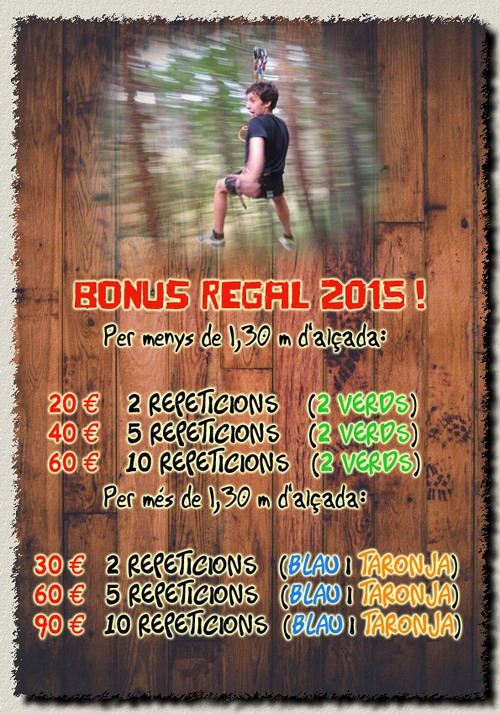 BONUS REGAL 2015 !
Per menys de 1,30 m d'alçada:
20 € 2 REPETICIONS (2 VERDS)
40 € 5 REPETICIONS (2 VERDS)
60 € 10 REPETICIONS (2 VERDS)
Per més de 1,30 m d'alçada:
30 € 2 REPETICIONS (BLAU I TARONJA)
60 € 5 REPETICIONS (BLAU I TARONJA)
90 € 10 REPETICIONS (BLAU I TARONJA)